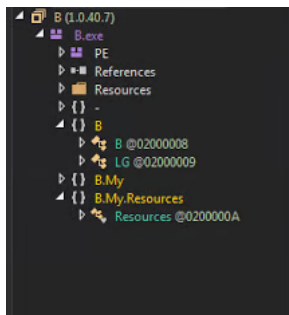 B (1.0.40.7)
B.exe
PE
References
Resources
{} -
{} B
B @02000008
LG @02000009
{} B.My
{} B.My.Resources
Resources @0200000A